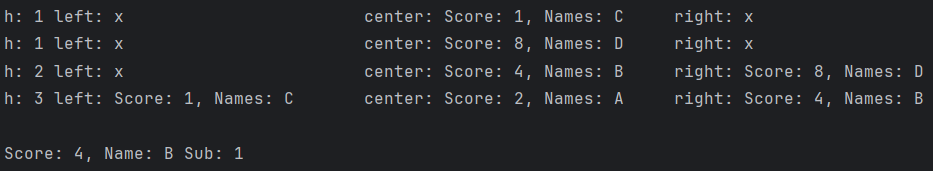 h: 1 left: x center: Score: 1, Names: C right: x
h: 1 left: x center: Score: 8, Names: D right: x
h: 2 left: x center: Score: 4, Names: B right: Score: 8, Names: D
h: 3 left: Score: 1, Names: C center: Score: 2, Names: A right: Score: 4, Names: B
Score: 4, Name: B Sub: 1